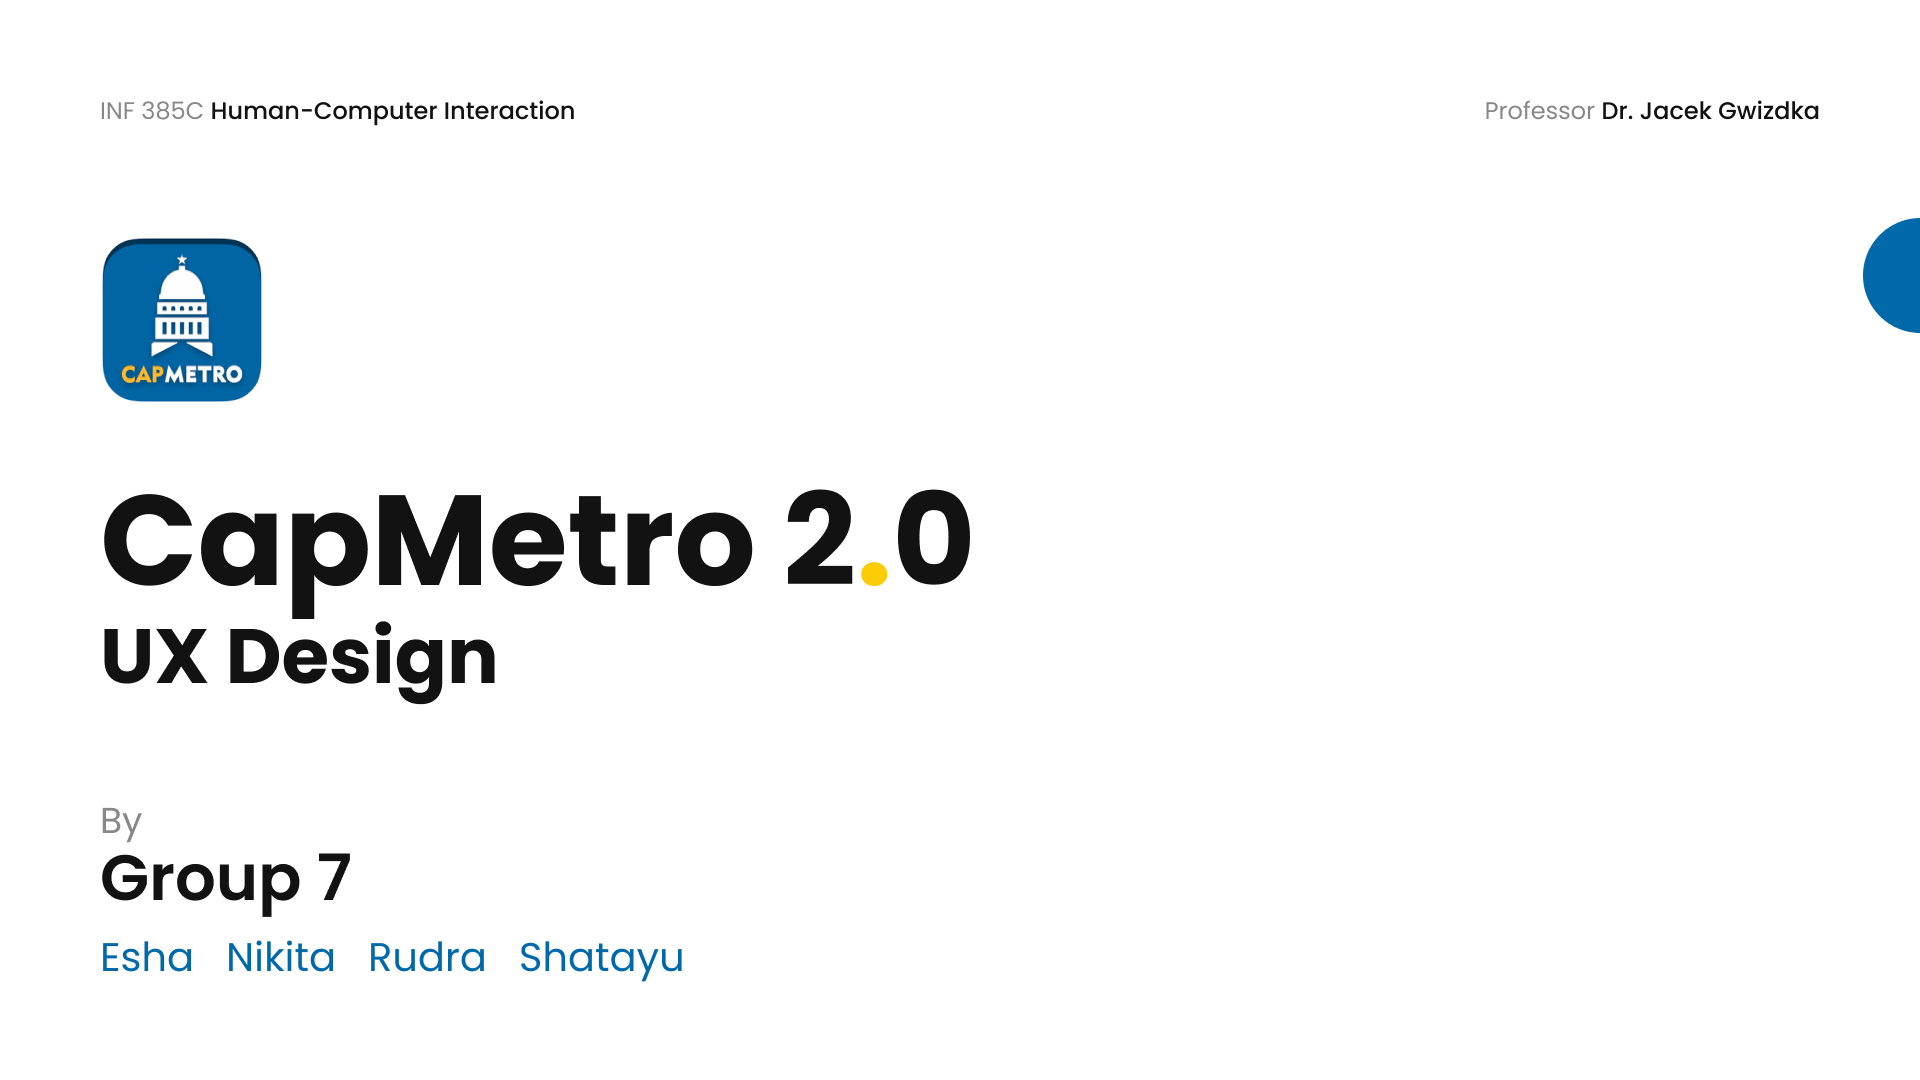 INF 385C Human-Computer Interaction
Professor Dr. Jacek Gwizdka
CAPMETRO
CapMetro 2.0
UX Design
By
Group 7
Esha Nikita Rudra Shatayu